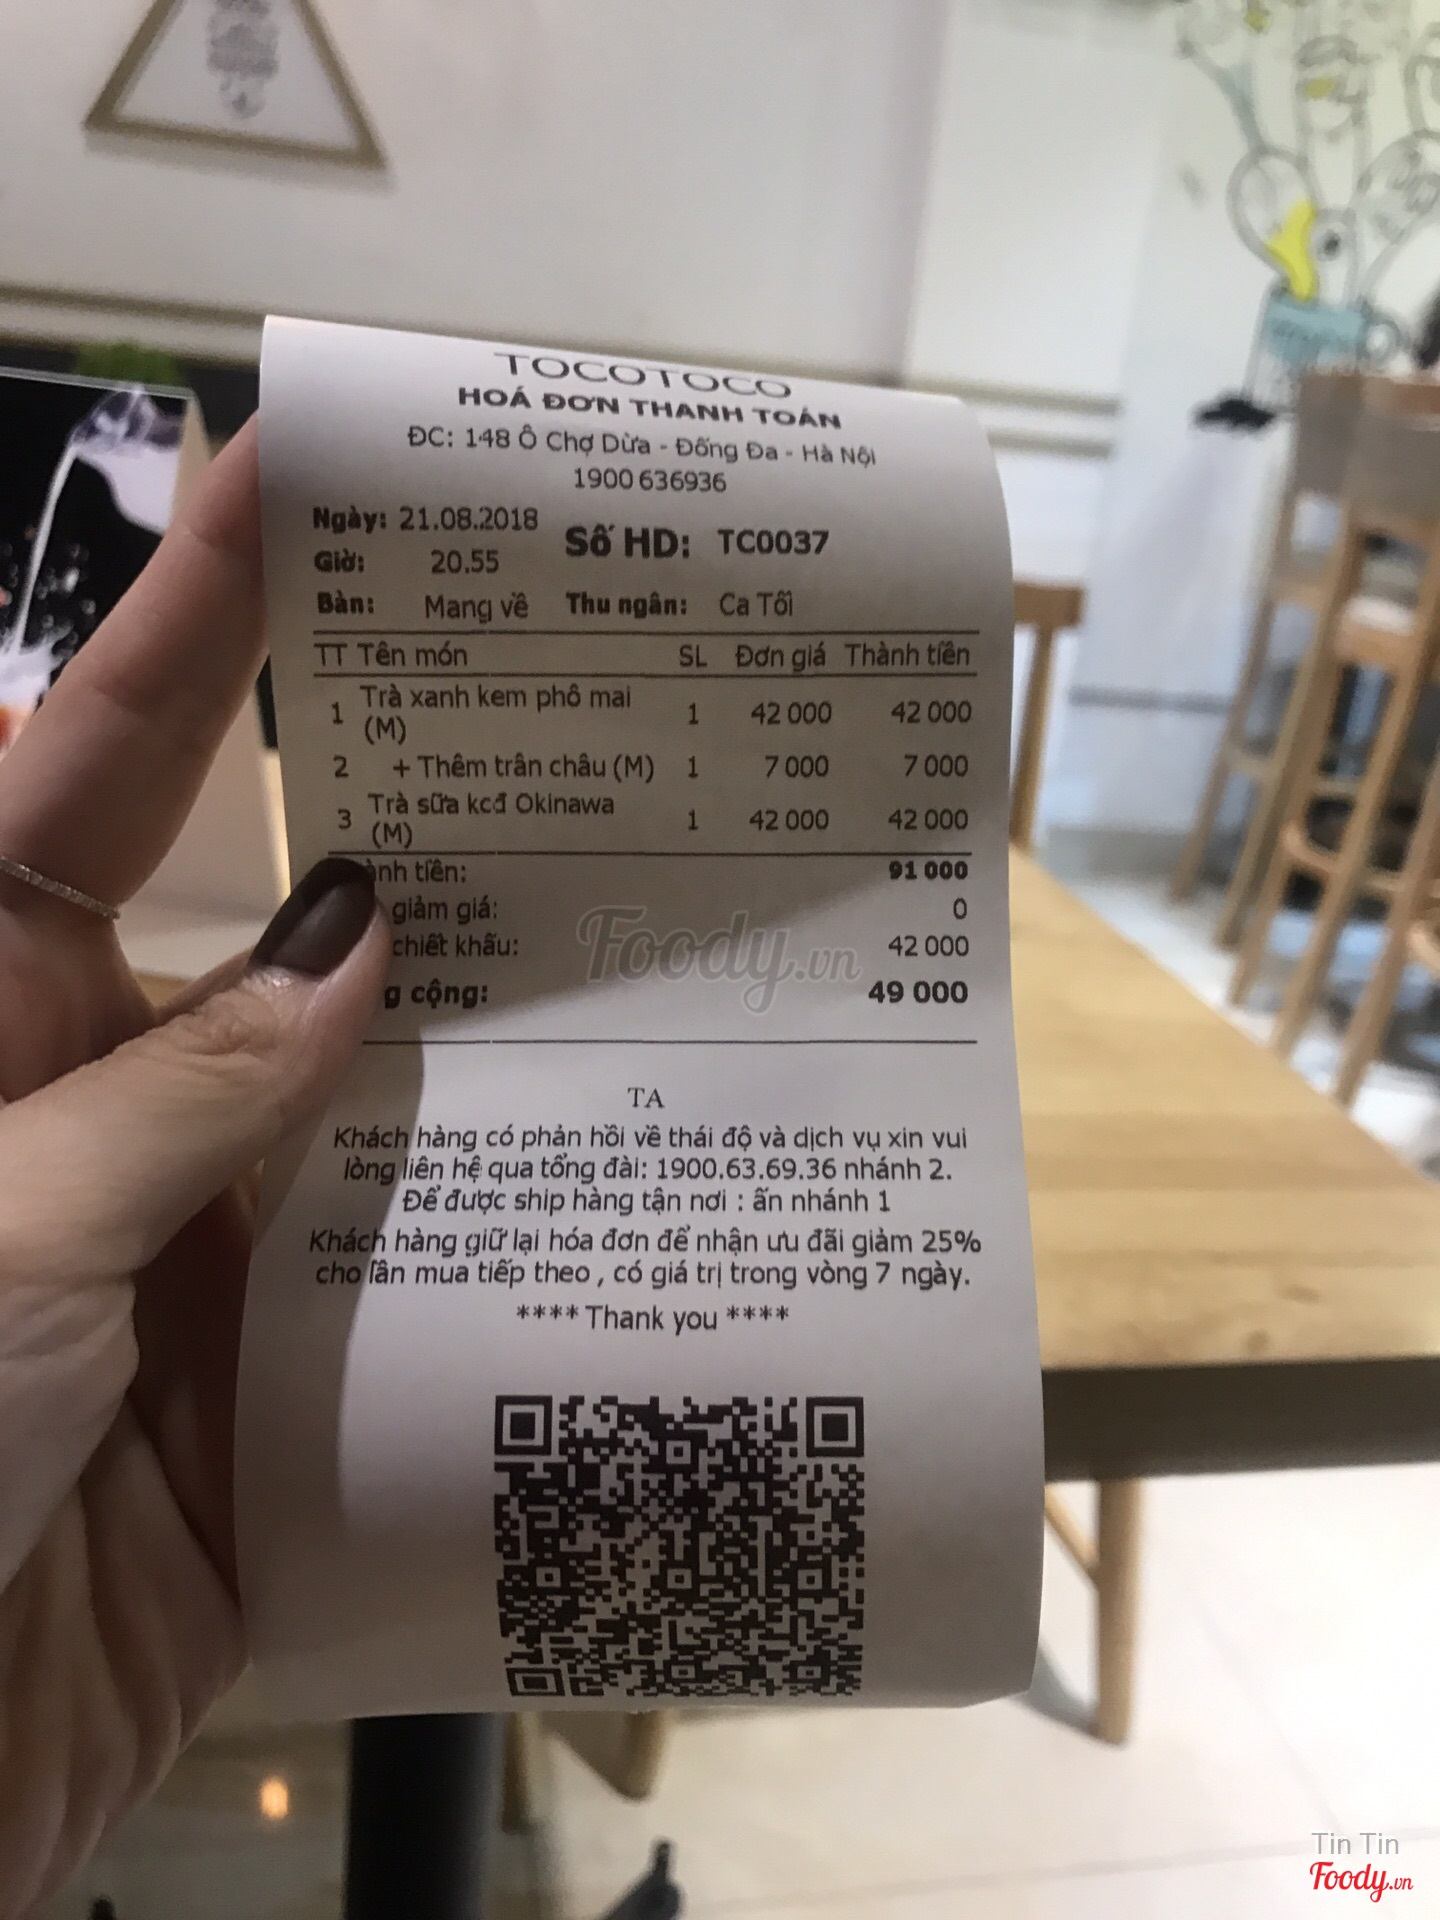 TOCOTOCO
HOÁ ĐƠN THANH TOÁN
ĐC: 148 Ô Chợ Dừa - Đống Đa - Hà Nội
1900 636936
Ngày: 21.08.2018
Số HD: TC0037
Giờ: 20.55
Bàn: Mang về Thu ngân: Ca Tối
TT Tên món SL Đơn giá Thành tiền
1 Trà xanh kem phô mai (M) 1 42 000 42 000
2 + Thêm trân châu (M) 1 7 000 7 000
3 Trà sữa kcđ Okinawa (M) 1 42 000 42 000
tiền: 91 000
giảm giá: 0
chiết khấu: 42 000
cộng: 49 000
Foody.vn
TA
Khách hàng có phản hồi về thái độ và dịch vụ xin vui
lòng liên hệ qua tổng đài: 1900.63.69.36 nhánh 2.
Để được ship hàng tận nơi : ấn nhánh 1
Khách hàng giữ lại hóa đơn để nhận ưu đãi giảm 25%
cho lần mua tiếp theo , có giá trị trong vòng 7 ngày.
**** Thank you ****
Tin Tin
Foody.vn